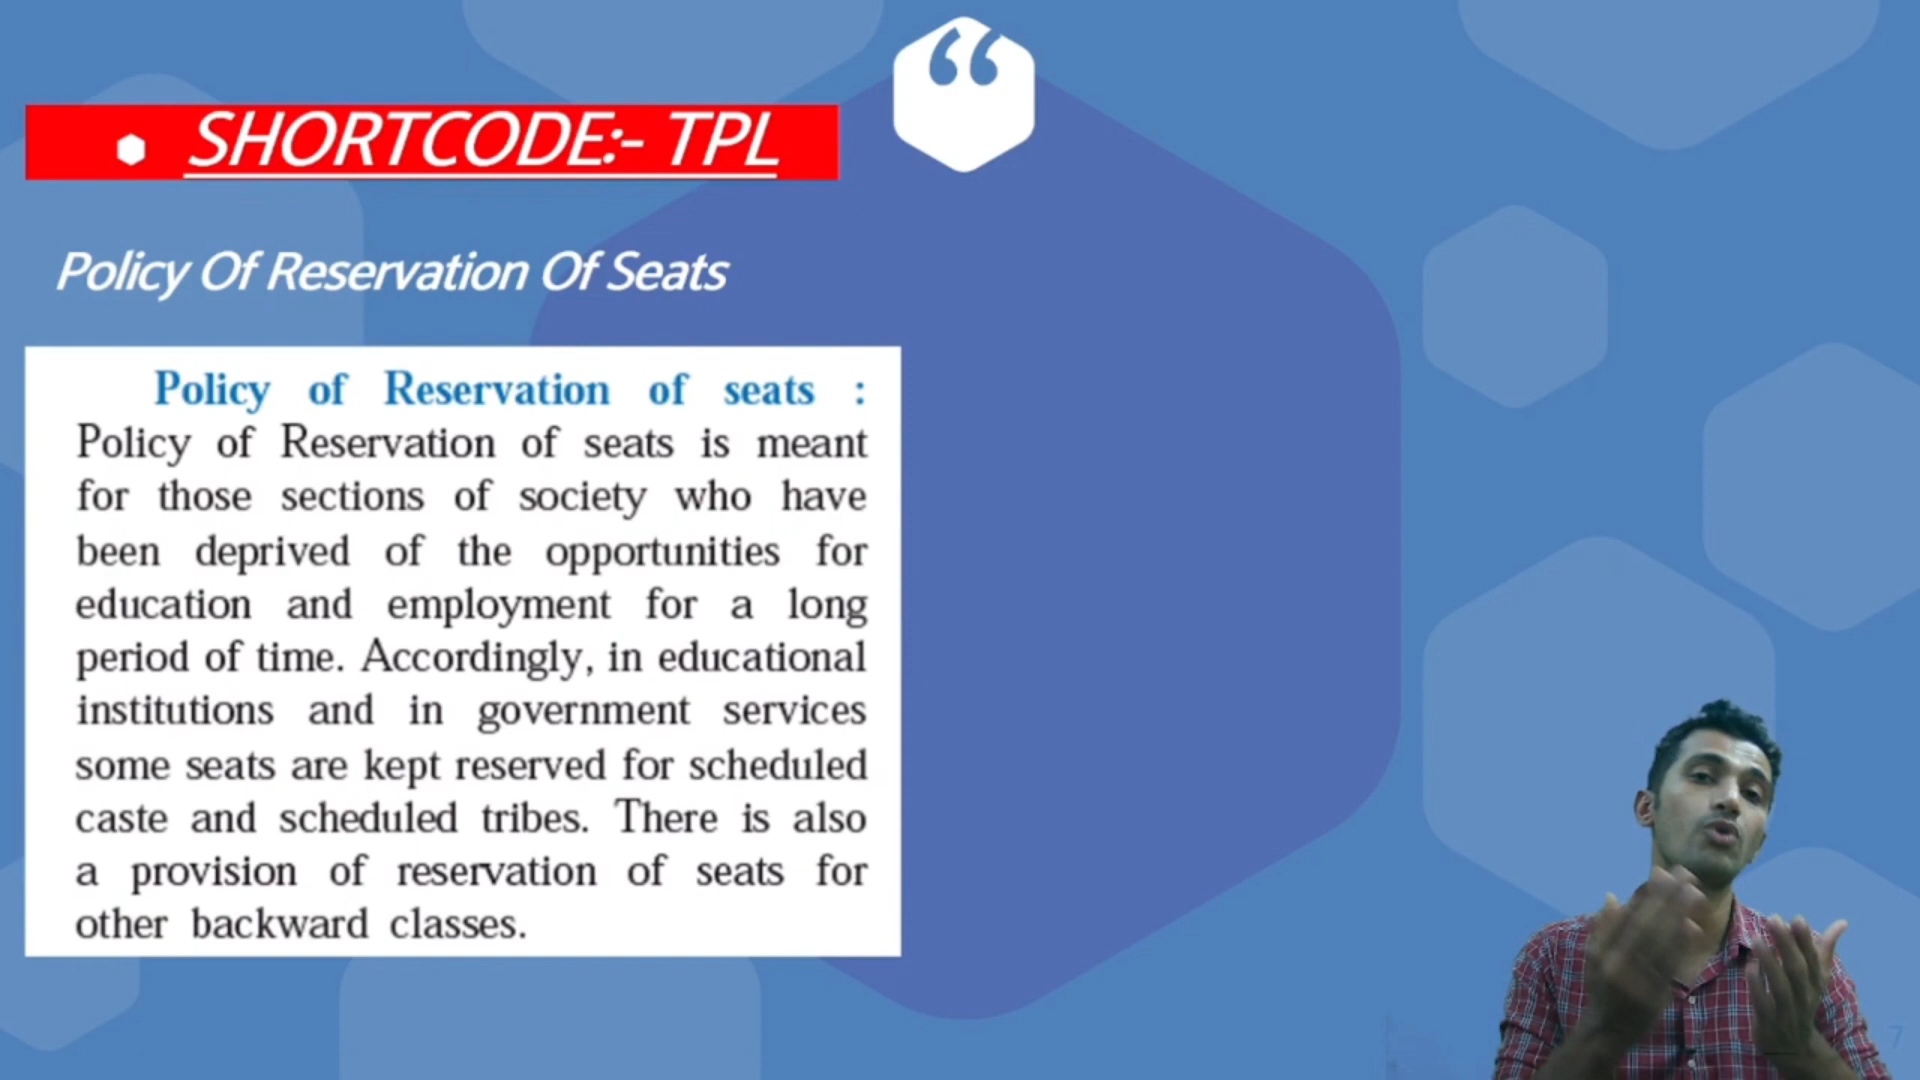 “
SHORTCODE:- TPL
Policy Of Reservation Of Seats
Policy of Reservation of seats :
Policy of Reservation of seats is meant
for those sections of society who have
been deprived of the opportunities for
education and employment for a long
period of time. Accordingly, in educational
institutions and in government services
some seats are kept reserved for scheduled
caste and scheduled tribes. There is also
a provision of reservation of seats for
other backward classes.
7